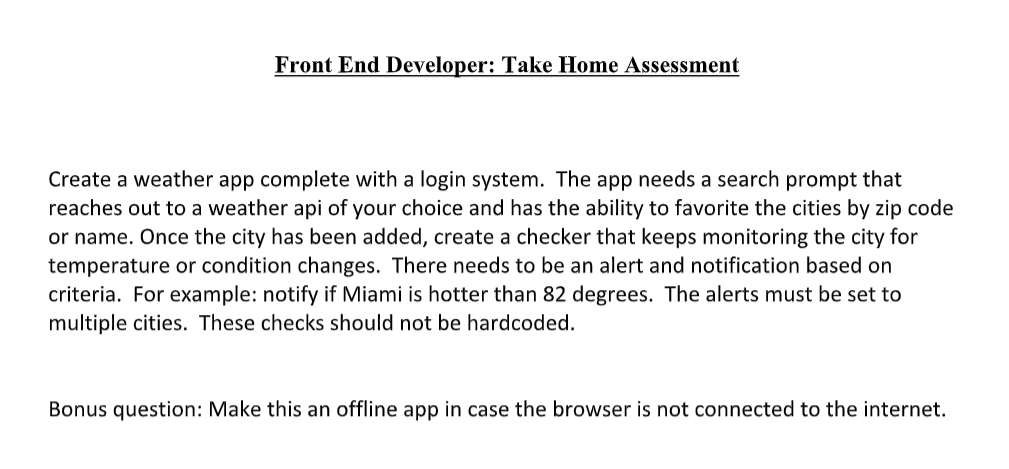 Front End Developer: Take Home Assessment
Create a weather app complete with a login system.  The app needs a search prompt that
reaches out to a weather api of your choice and has the ability to favorite the cities by zip code
or name. Once the city has been added, create a checker that keeps monitoring the city for
temperature or condition changes.  There needs to be an alert and notification based on
criteria.  For example: notify if Miami is hotter than 82 degrees.  The alerts must be set to
multiple cities.  These checks should not be hardcoded.
Bonus question: Make this an offline app in case the browser is not connected to the internet.